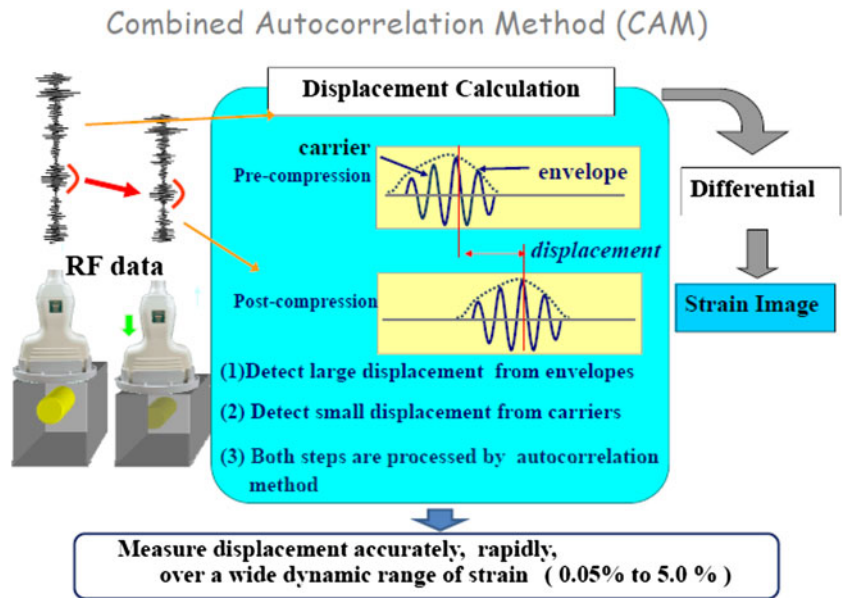 Combined Autocorrelation Method (CAM)
Displacement Calculation
carrier
Pre-compression
envelope
displacement
Post-compression
(1)Detect large displacement from envelopes
(2) Detect small displacement from carriers
(3) Both steps are processed by autocorrelation
method
RF data
Differential
Strain Image
Measure displacement accurately, rapidly,
over a wide dynamic range of strain ( 0.05% to 5.0 % )